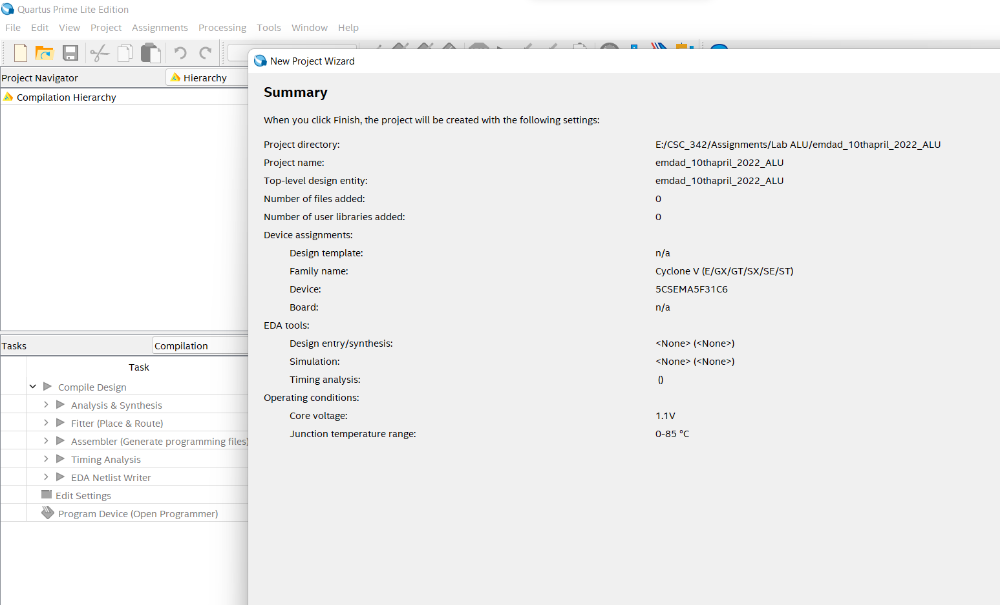 Quartus Prime Lite Edition
File Edit View Project Assignments Processing Tools Window Help
New Project Wizard
Project Navigator
Hierarchy
Compilation Hierarchy
Summary
When you click Finish, the project will be created with the following settings:
Project directory: E:/CSC_342/Assignments/Lab ALU/emdad_10thapril_2022_ALU
Project name: emdad_10thapril_2022_ALU
Top-level design entity: emdad_10thapril_2022_ALU
Number of files added: 0
Number of user libraries added: 0
Device assignments:
Design template: n/a
Family name: Cyclone V (E/GX/GT/SX/SE/ST)
Device: 5CSEMA5F31C6
Board: n/a
EDA tools:
Design entry/synthesis: <None> (<None>)
Simulation: <None> (<None>)
Timing analysis: ()
Operating conditions:
Core voltage: 1.1V
Junction temperature range: 0-85 °C
Tasks
Compilation
Task
Compile Design
Analysis & Synthesis
Fitter (Place & Route)
Assembler (Generate programming files)
Timing Analysis
EDA Netlist Writer
Edit Settings
Program Device (Open Programmer)